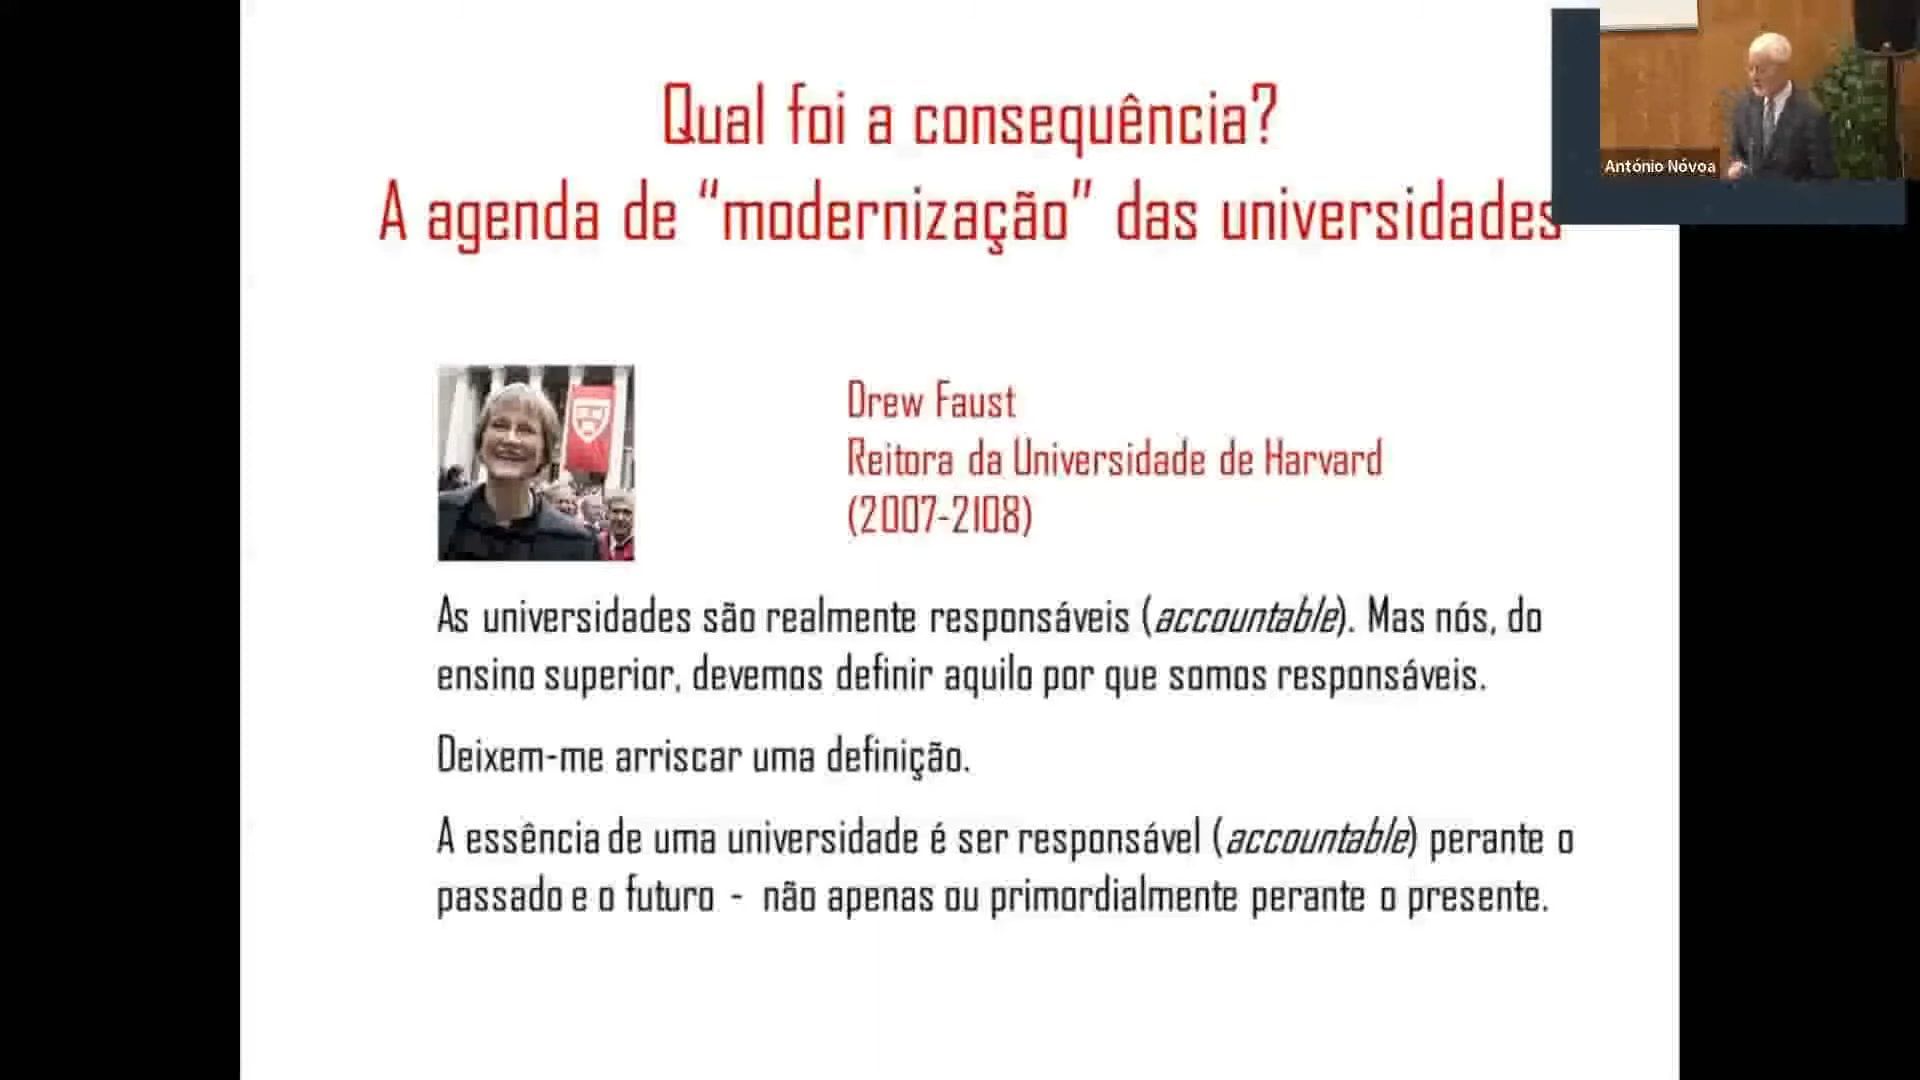 Qual foi a consequência?
A agenda de “modernização” das universidades
António Nóvoa
Drew Faust
Reitora da Universidade de Harvard
(2007-2108)
As universidades são realmente responsáveis (accountable). Mas nós, do
ensino superior, devemos definir aquilo por que somos responsáveis.
Deixem-me arriscar uma definição.
A essência de uma universidade é ser responsável (accountable) perante o
passado e o futuro - não apenas ou primordialmente perante o presente.